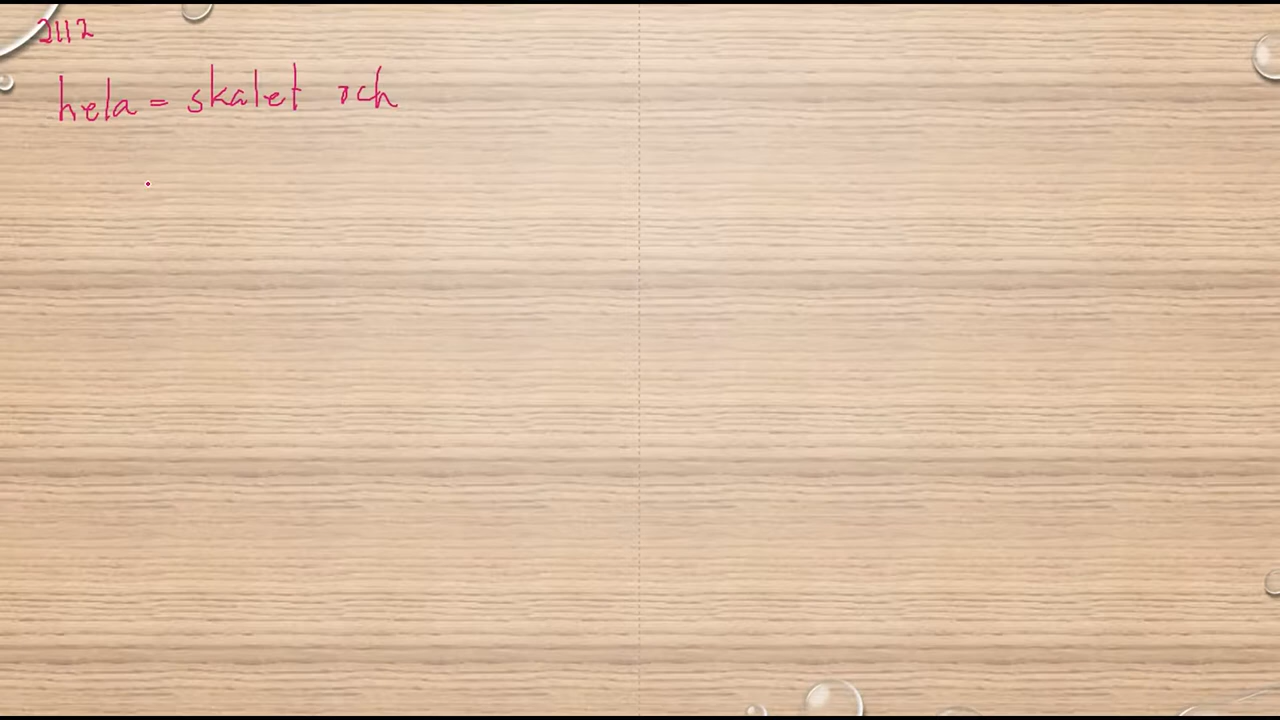 2112
hela = skalet och